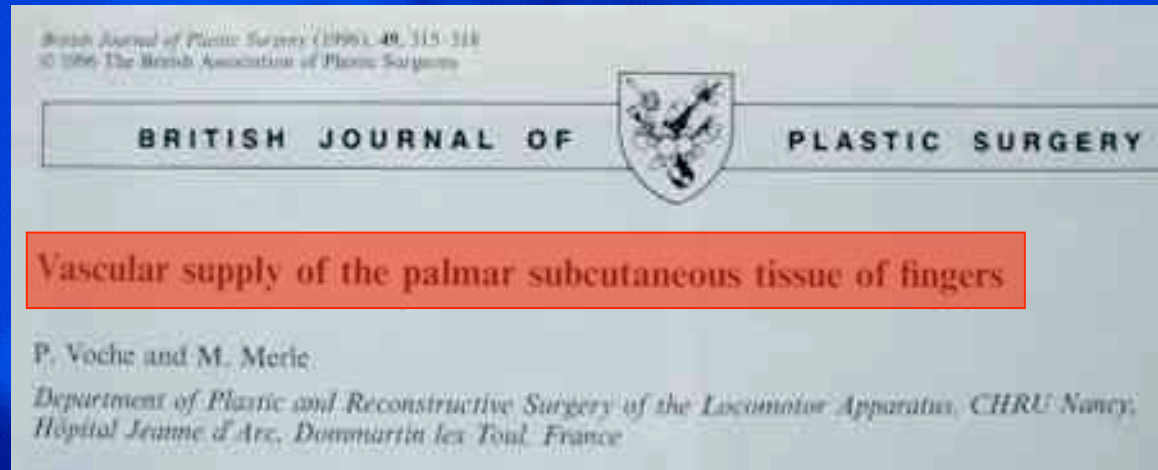 British Journal of Plastic Surgery (1996), 49, 315-318
© 1996 The British Association of Plastic Surgeons
BRITISH JOURNAL OF PLASTIC SURGERY
Vascular supply of the palmar subcutaneous tissue of fingers
P. Voche and M. Merle
Department of Plastic and Reconstructive Surgery of the Locomotor Apparatus, CHRU Nancy,
Hôpital Jeanne d'Arc, Dommartin les Toul, France